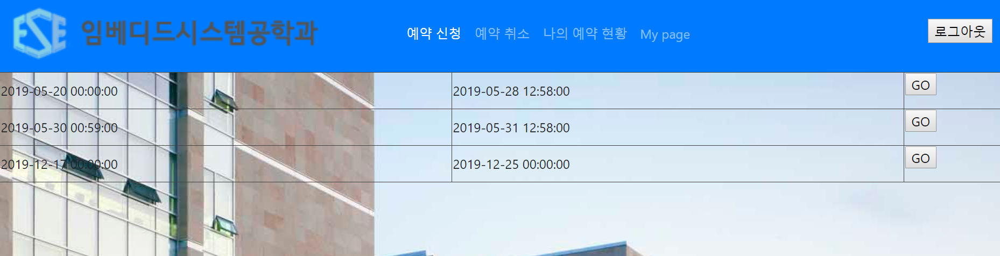 ESE 임베디드시스템공학과 예약 신청 예약 취소 나의 예약 현황 My page 로그아웃
2019-05-20 00:00:00 2019-05-28 12:58:00 GO
2019-05-30 00:59:00 2019-05-31 12:58:00 GO
2019-12-17 00:00:00 2019-12-25 00:00:00 GO